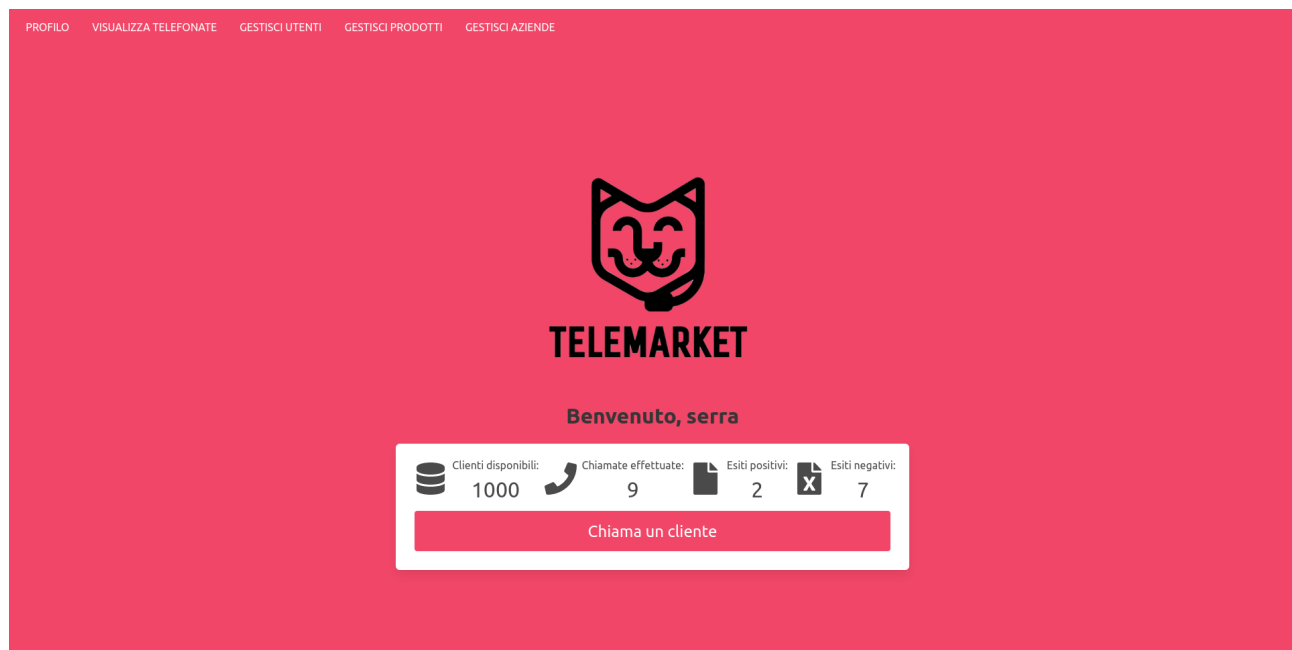 PROFILO VISUALIZZA TELEFONATE GESTISCI UTENTI GESTISCI PRODOTTI GESTISCI AZIENDE
TELEMARKET
Benvenuto, serra
Clienti disponibili: Chiamate effettuate: Esiti positivi: Esiti negativi:
1000 9 2 7
Chiama un cliente